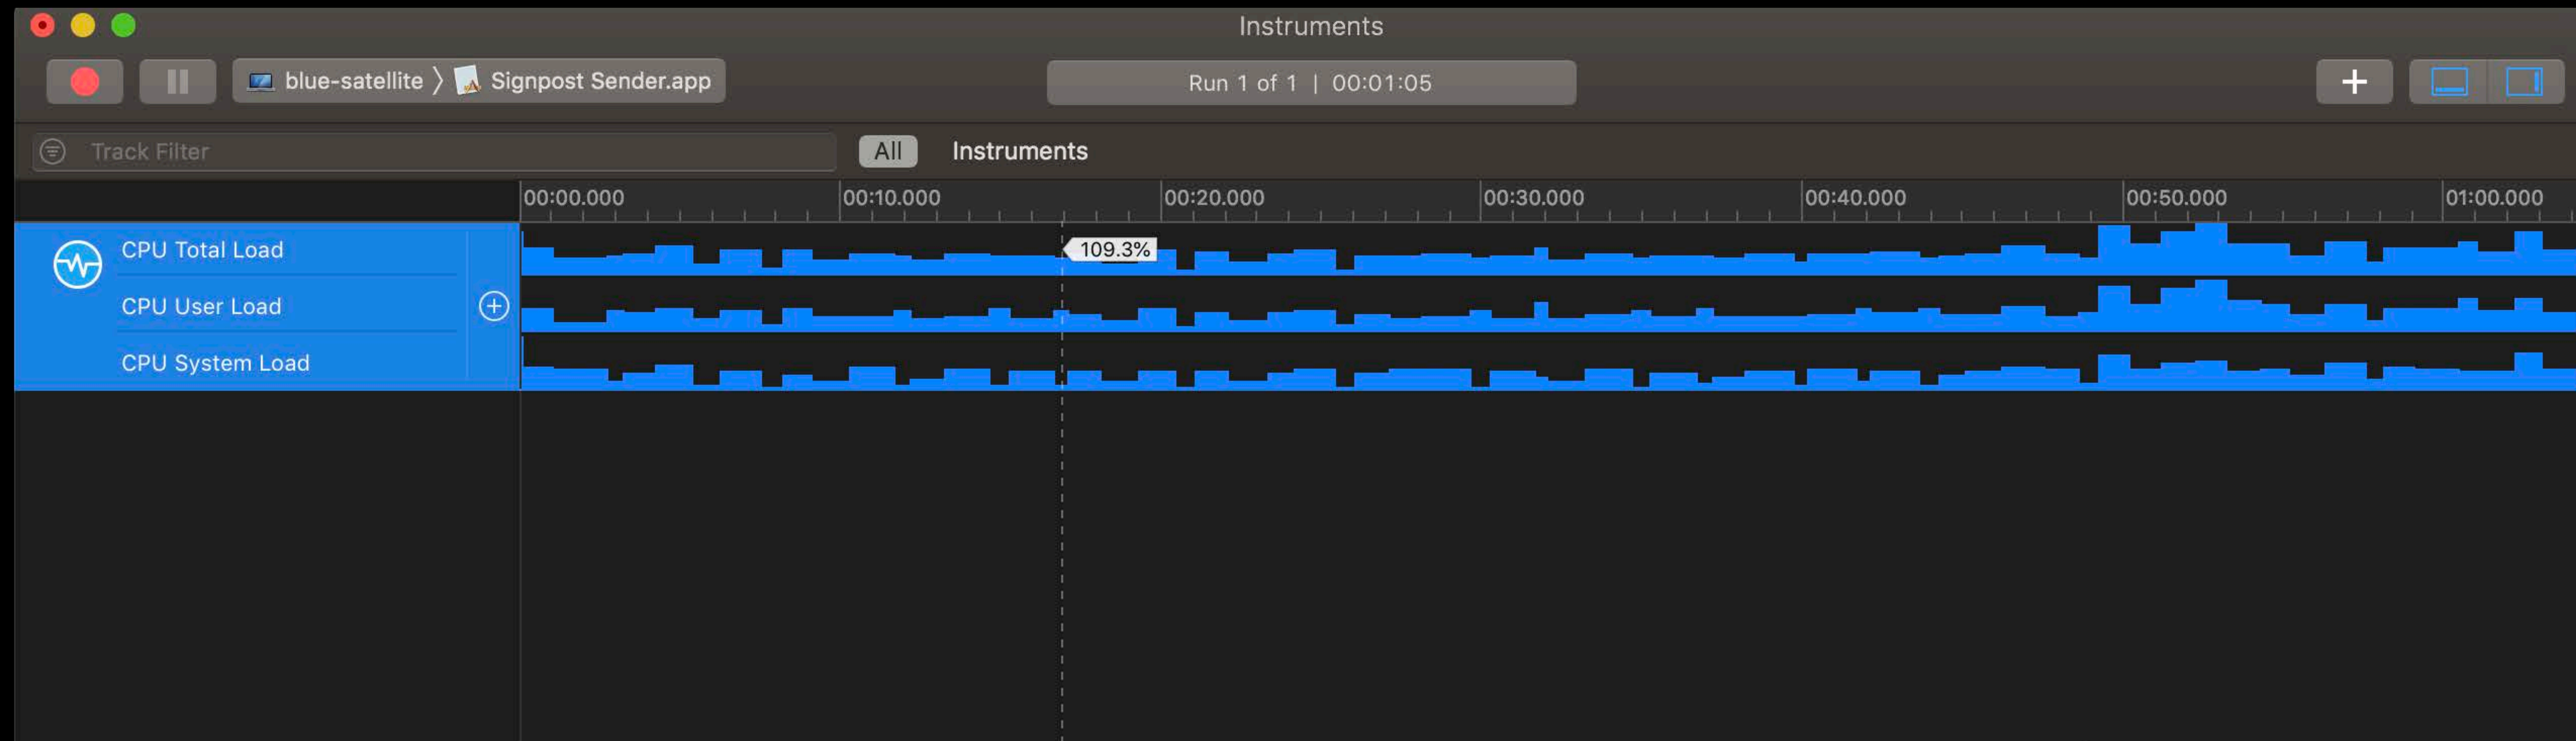 Instruments
blue-satellite 〉 Signpost Sender.app
Run 1 of 1 | 00:01:05
Track Filter
All
Instruments
00:00.000 00:10.000 00:20.000 00:30.000 00:40.000 00:50.000 01:00.000
CPU Total Load
109.3%
CPU User Load
CPU System Load